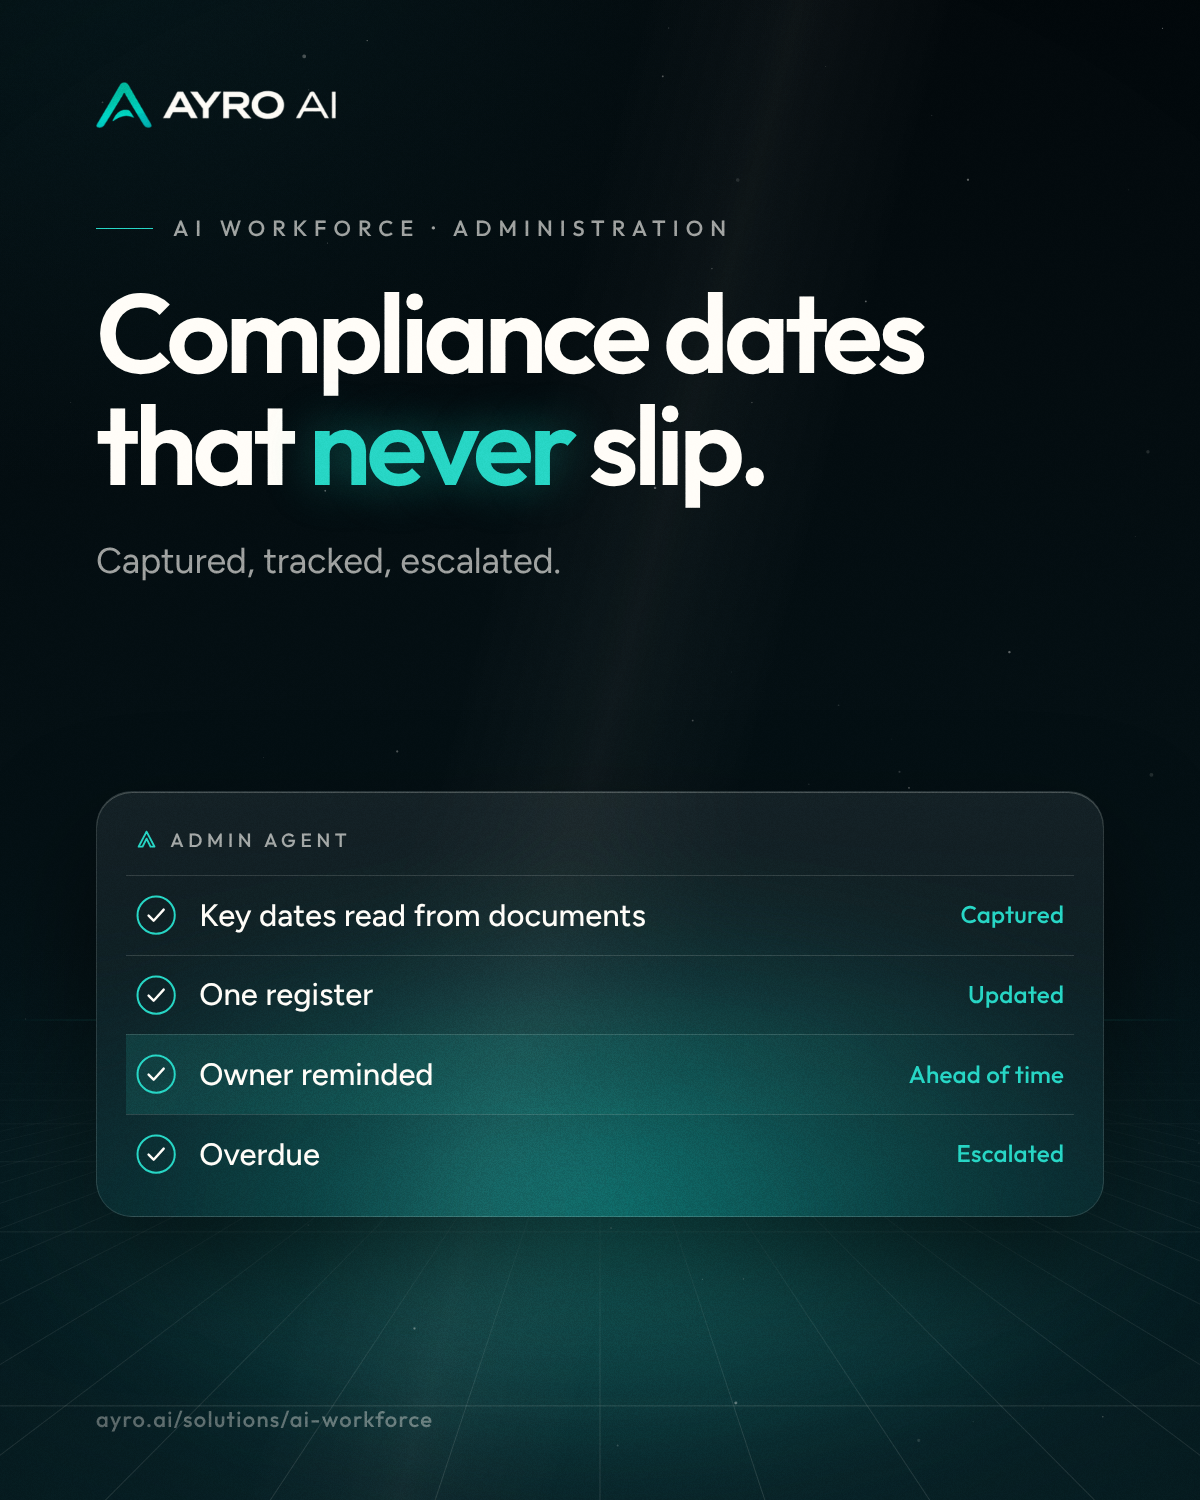 AYRO AI
AI WORKFORCE · ADMINISTRATION
Compliance dates
that never slip.
Captured, tracked, escalated.
ADMIN AGENT
Key dates read from documents Captured
One register Updated
Owner reminded Ahead of time
Overdue Escalated
ayro.ai/solutions/ai-workforce